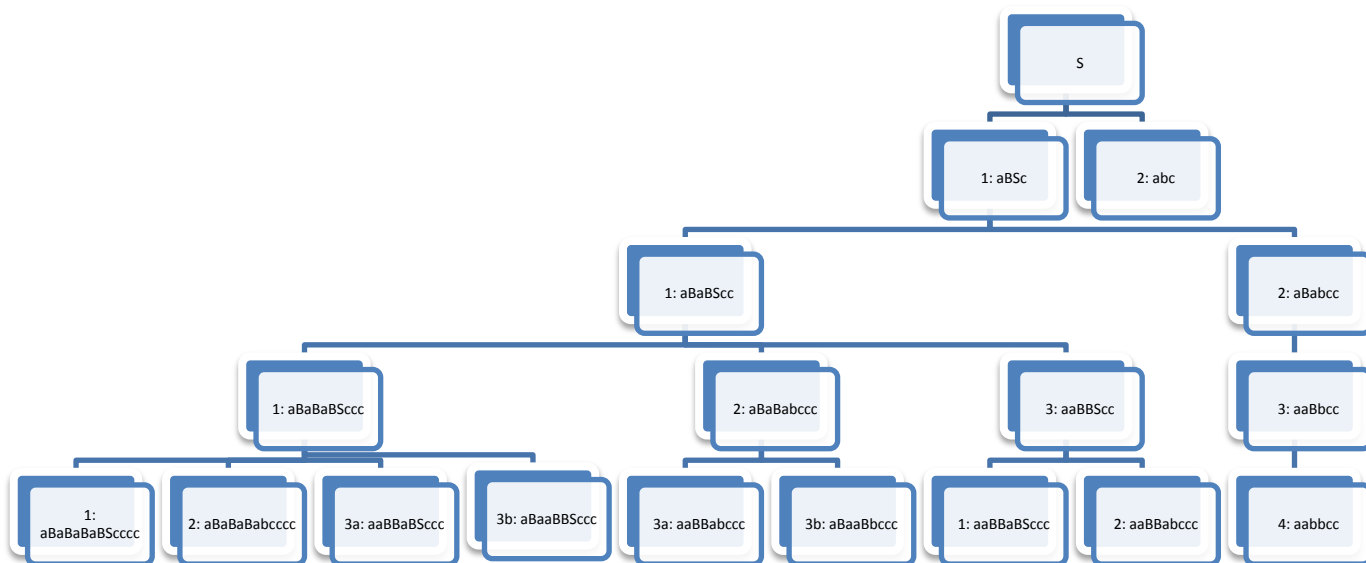 S
1: aBSc
2: abc
1: aBaBScc
2: aBabcc
1: aBaBaBSccc
2: aBaBabccc
3: aaBBScc
3: aaBbcc
1:
aBaBaBaBScccc
2: aBaBaBabcccc
3a: aaBBaBSccc
3b: aBaaBBSccc
3a: aaBBabccc
3b: aBaaBbccc
1: aaBBaBSccc
2: aaBBabccc
4: aabbcc